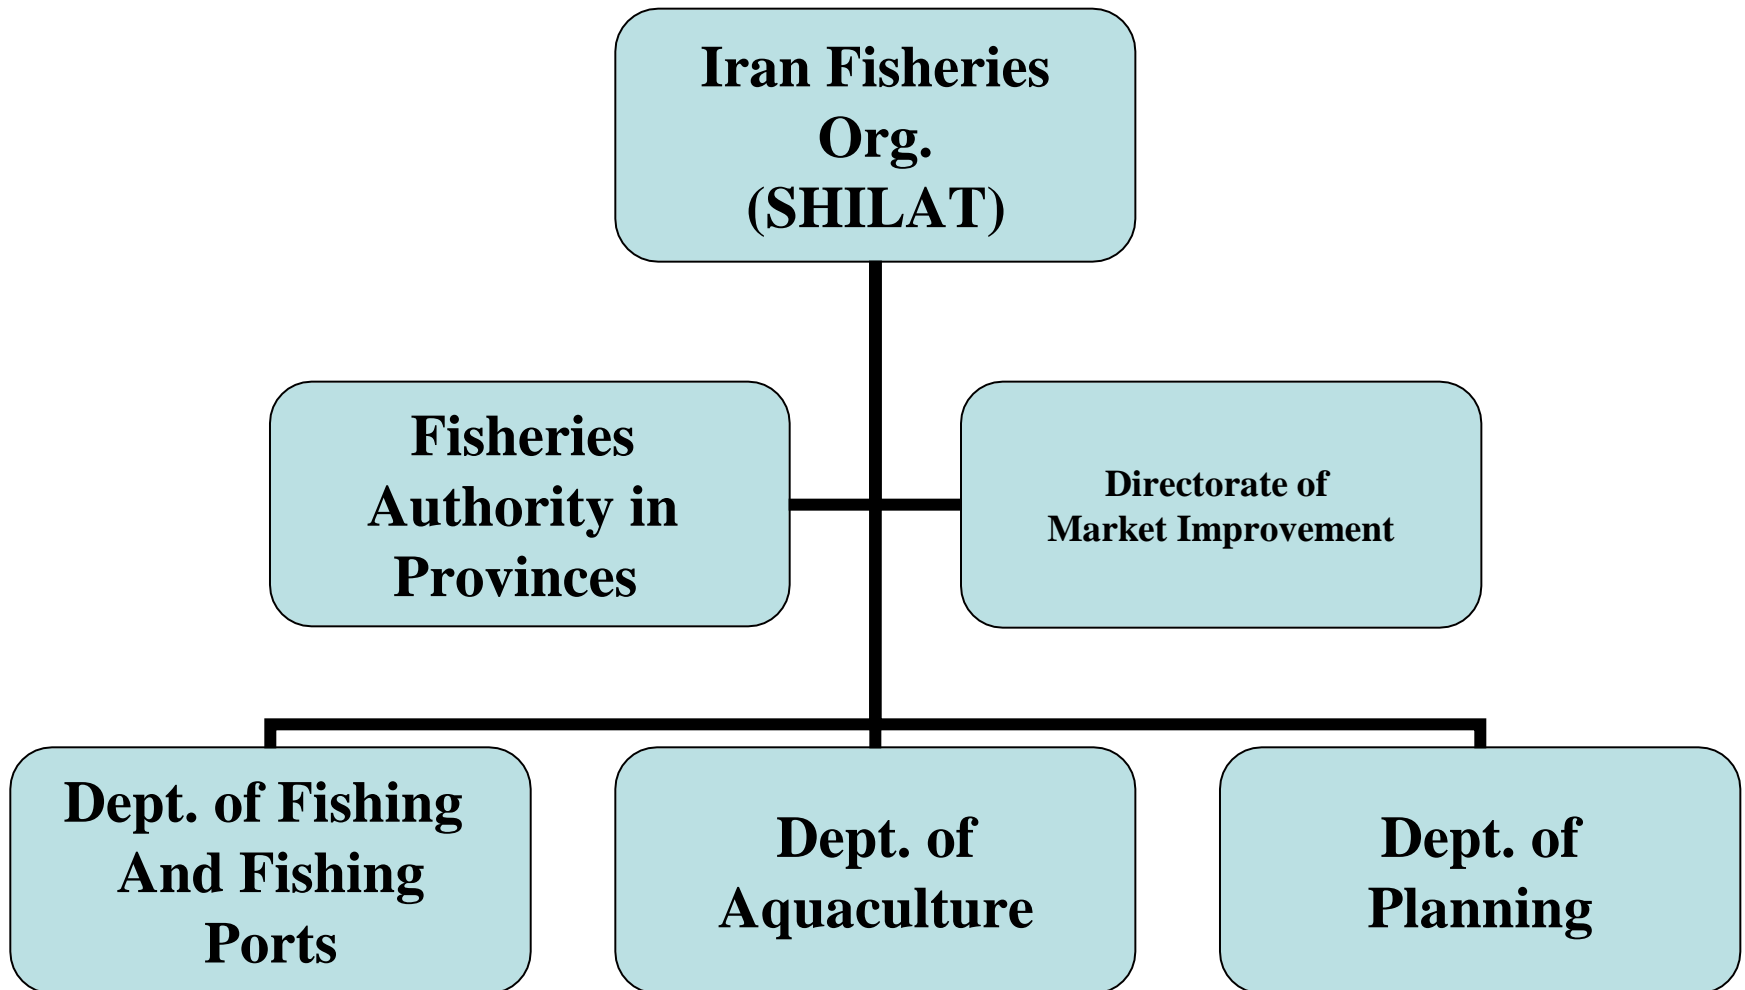 Iran Fisheries
Org.
(SHILAT)
Fisheries
Authority in
Provinces
Directorate of
Market Improvement
Dept. of Fishing
And Fishing
Ports
Dept. of
Aquaculture
Dept. of
Planning